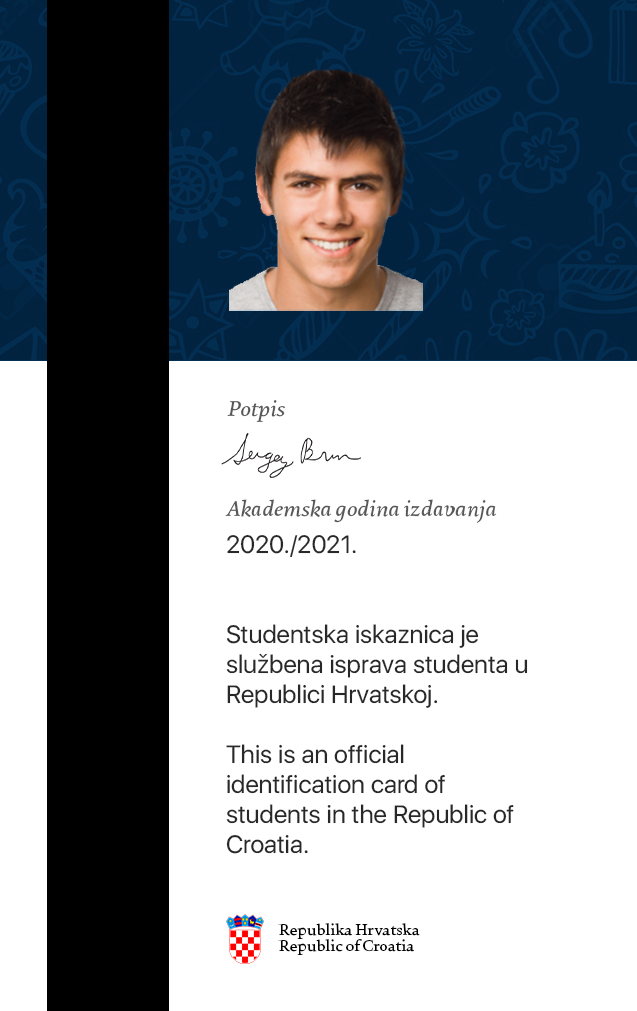 Potpis
Sergey Brin
Akademska godina izdavanja
2020./2021.
Studentska iskaznica je
službena isprava studenta u
Republici Hrvatskoj.
This is an official
identification card of
students in the Republic of
Croatia.
Republika Hrvatska
Republic of Croatia